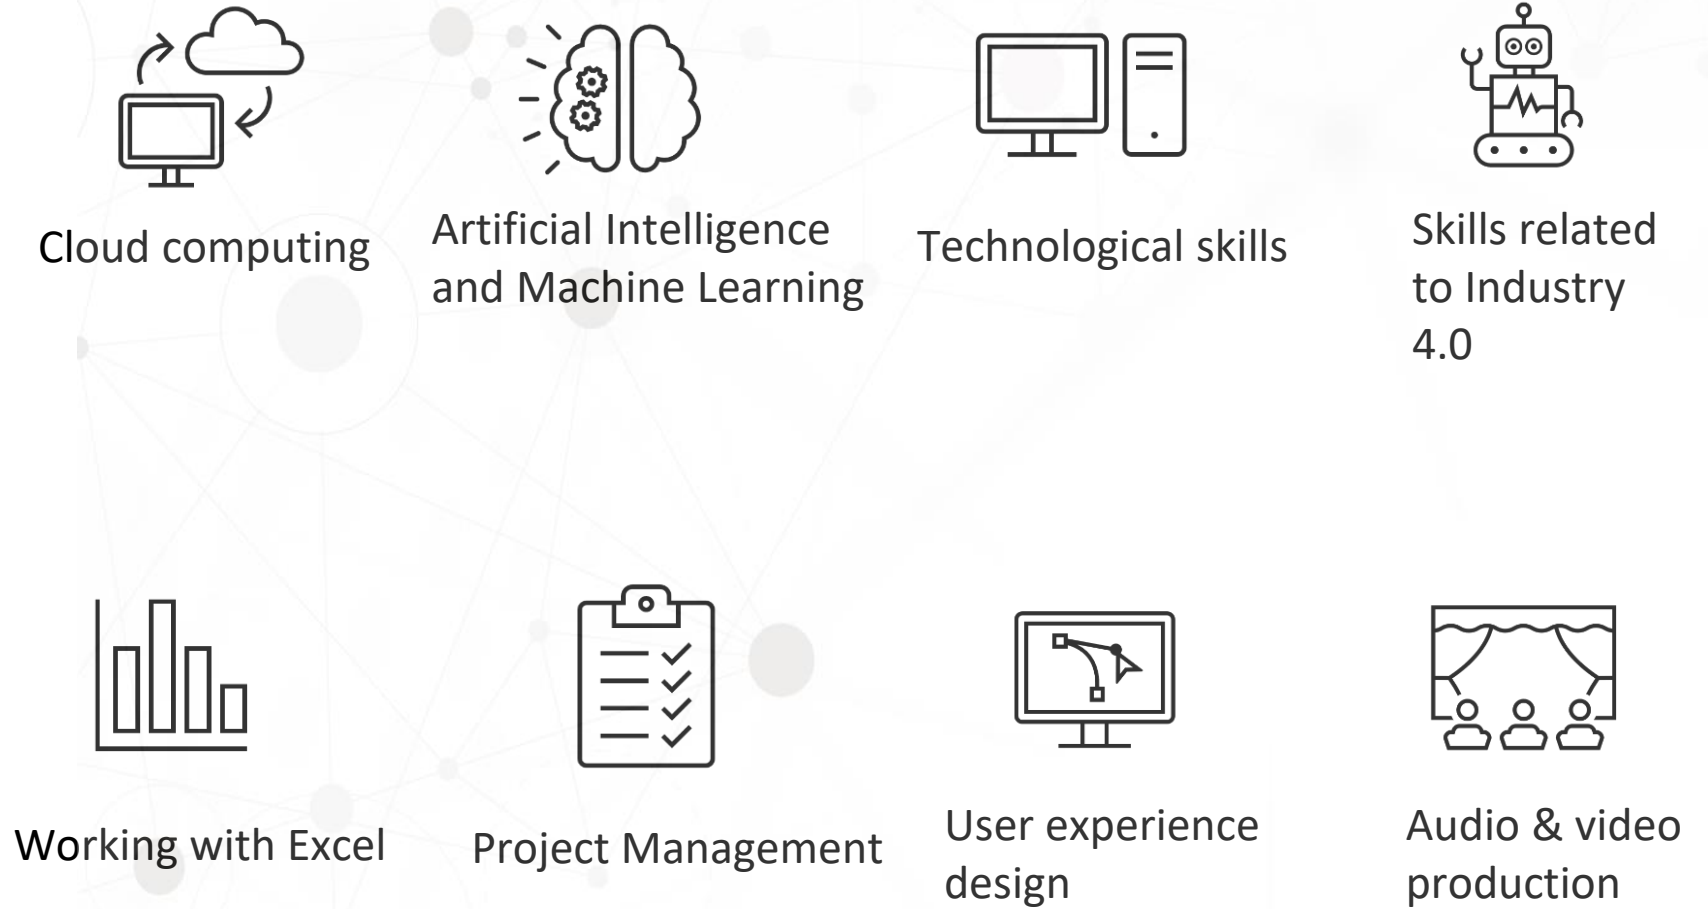 Cloud computing
Artificial Intelligence
and Machine Learning
Technological skills
Skills related
to Industry
4.0
Working with Excel
Project Management
User experience
design
Audio & video
production